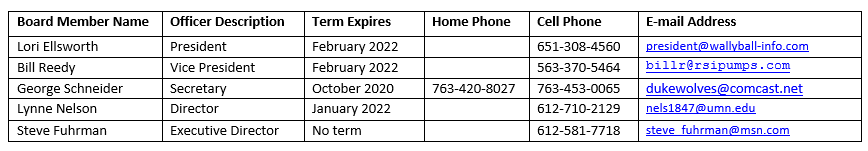 Board Member Name Officer Description Term Expires Home Phone Cell Phone E-mail Address
Lori Ellsworth President February 2022 651-308-4560 president@wallyball-info.com
Bill Reedy Vice President February 2022 563-370-5464 billr@rsipumps.com
George Schneider Secretary October 2020 763-420-8027 763-453-0065 dukewolves@comcast.net
Lynne Nelson Director January 2022 612-710-2129 nels1847@umn.edu
Steve Fuhrman Executive Director No term 612-581-7718 steve_fuhrman@msn.com